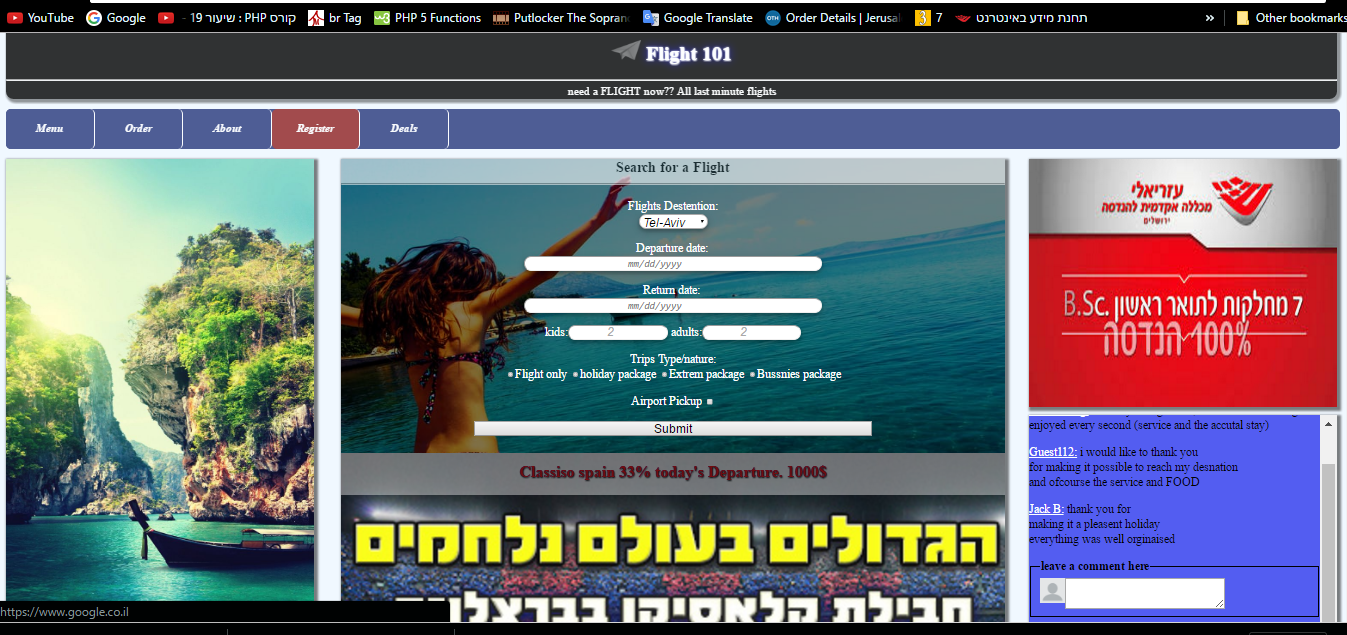 YouTube Google קורס PHP : שיעור 19 - br Tag PHP 5 Functions Putlocker The Sopran Google Translate Order Details | Jerusal 7 תחנת מידע באינטרנט » Other bookmarks
Flight 101
need a FLIGHT now?? All last minute flights
Menu Order About Register Deals
Search for a Flight
Flights Destention:
Tel-Aviv
Departure date:
mm/dd/yyyy
Return date:
mm/dd/yyyy
kids: 2 adults: 2
Trips Type/nature:
Flight only holiday package Extrem package Bussnies package
Airport Pickup
Submit
Classiso spain 33% today's Departure. 1000$
הגדולים בעולם נלחמים
חבילת קלאסיקו בברצלו
עזריאלי
מכללה אקדמית להנדסה
ירושלים
7 מחלקות לתואר ראשון .B.Sc
100% הנדסה
enjoyed every second (service and the accutal stay)
Guest112: i would like to thank you
for making it possible to reach my desnation
and ofcourse the service and FOOD
Jack B: thank you for
making it a pleasent holiday
everything was well orginaised
leave a comment here
https://www.google.co.il